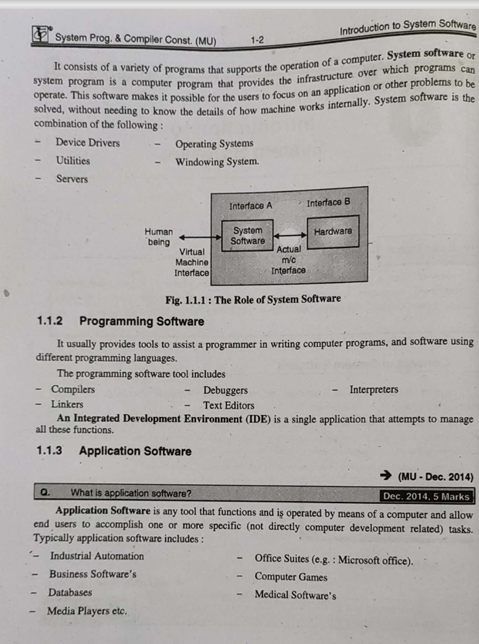 System Prog. & Compiler Const. (MU) 1-2 Introduction to System Software
It consists of a variety of programs that supports the operation of a computer. System software or
system program is a computer program that provides the infrastructure over which programs can
operate. This software makes it possible for the users to focus on an application or other problems to be
solved, without needing to know the details of how machine works internally. System software is the
combination of the following :
– Device Drivers – Operating Systems
– Utilities – Windowing System.
– Servers
Interface A Interface B
Human being
System Software
Hardware
Virtual Machine Interface
Actual m/c Interface
Fig. 1.1.1 : The Role of System Software
1.1.2 Programming Software
It usually provides tools to assist a programmer in writing computer programs, and software using
different programming languages.
The programming software tool includes
– Compilers – Debuggers – Interpreters
– Linkers – Text Editors
An Integrated Development Environment (IDE) is a single application that attempts to manage
all these functions.
1.1.3 Application Software
→ (MU - Dec. 2014)
Q. What is application software? Dec. 2014, 5 Marks
Application Software is any tool that functions and is operated by means of a computer and allow
end users to accomplish one or more specific (not directly computer development related) tasks.
Typically application software includes :
– Industrial Automation – Office Suites (e.g. : Microsoft office).
– Business Software's – Computer Games
– Databases – Medical Software's
– Media Players etc.